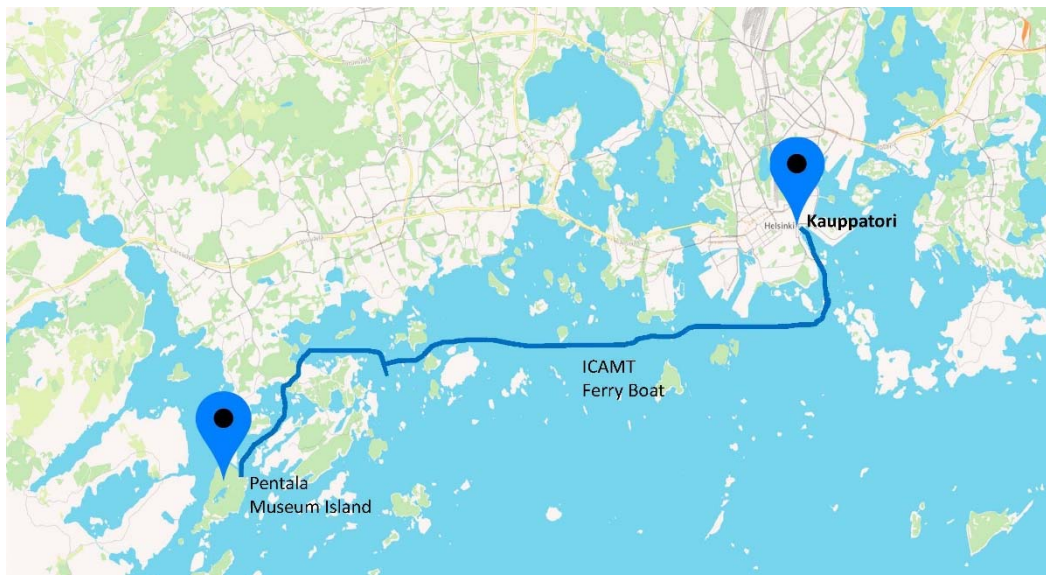 Kauppatori
Helsinki
ICAMT
Ferry Boat
Pentala
Museum Island